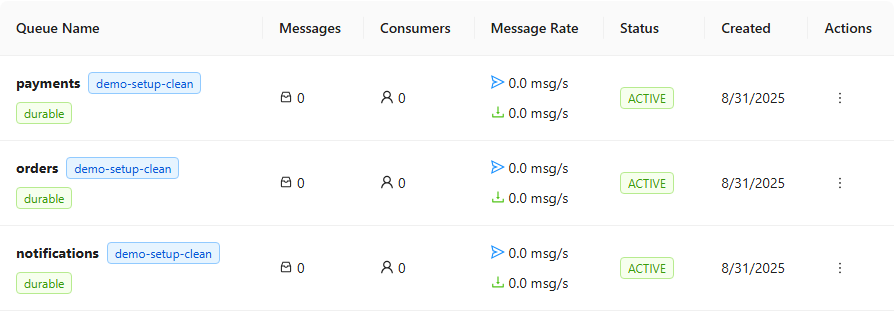 Queue Name Messages Consumers Message Rate Status Created Actions
payments demo-setup-clean
durable
0 0 0.0 msg/s
0.0 msg/s
ACTIVE 8/31/2025
orders demo-setup-clean
durable
0 0 0.0 msg/s
0.0 msg/s
ACTIVE 8/31/2025
notifications demo-setup-clean
durable
0 0 0.0 msg/s
0.0 msg/s
ACTIVE 8/31/2025